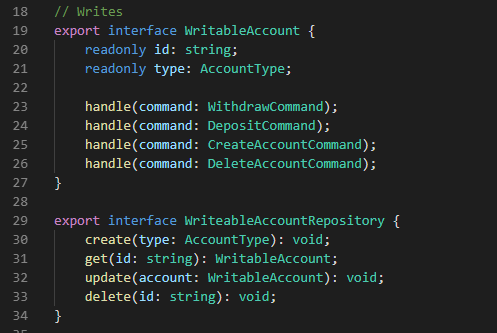 18 // Writes
19 export interface WritableAccount {
20     readonly id: string;
21     readonly type: AccountType;
22
23     handle(command: WithdrawCommand);
24     handle(command: DepositCommand);
25     handle(command: CreateAccountCommand);
26     handle(command: DeleteAccountCommand);
27 }
28
29 export interface WriteableAccountRepository {
30     create(type: AccountType): void;
31     get(id: string): WritableAccount;
32     update(account: WritableAccount): void;
33     delete(id: string): void;
34 }